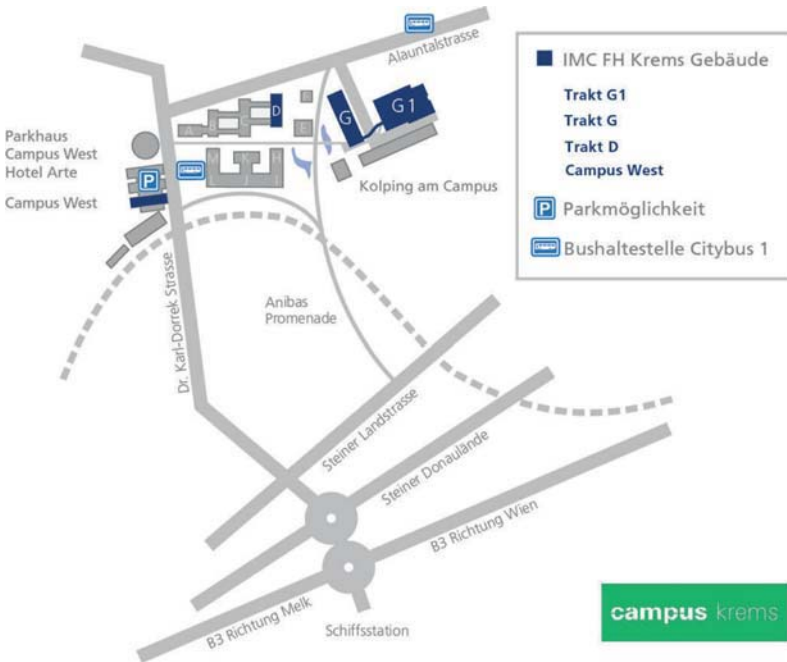 Alauntalstrasse
IMC FH Krems Gebäude
Trakt G1
Trakt G
Trakt D
Campus West
P Parkmöglichkeit
Bushaltestelle Citybus 1
A
C
D
E
G
G1
Parkhaus
Campus West
Hotel Arte
P
Campus West
M
K
H
Kolping am Campus
Dr. Karl-Dorrek Strasse
Anibas
Promenade
Steiner Landstrasse
Steiner Donaulände
B3 Richtung Wien
B3 Richtung Melk
Schiffsstation
campus krems